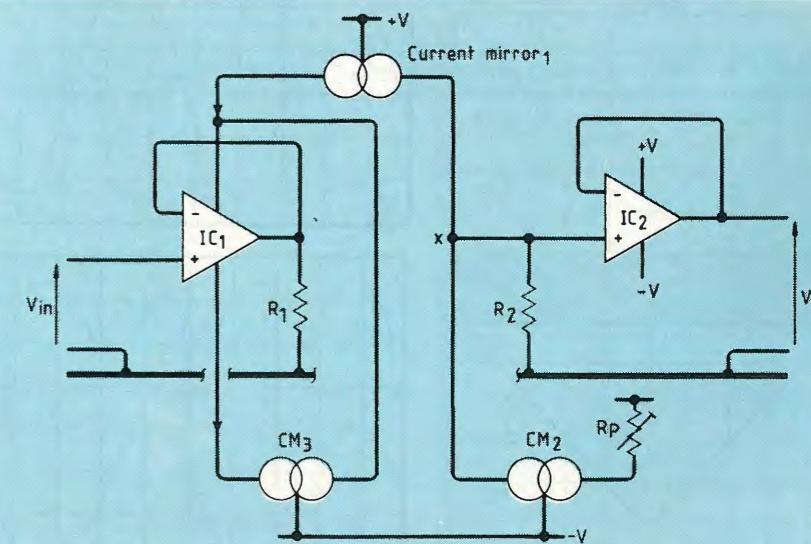 +V
Current mirror1
-
IC1
+
Vin
R1
x
+V
-
IC2
+
-V
R2
V
CM3
CM2
Rp
-V